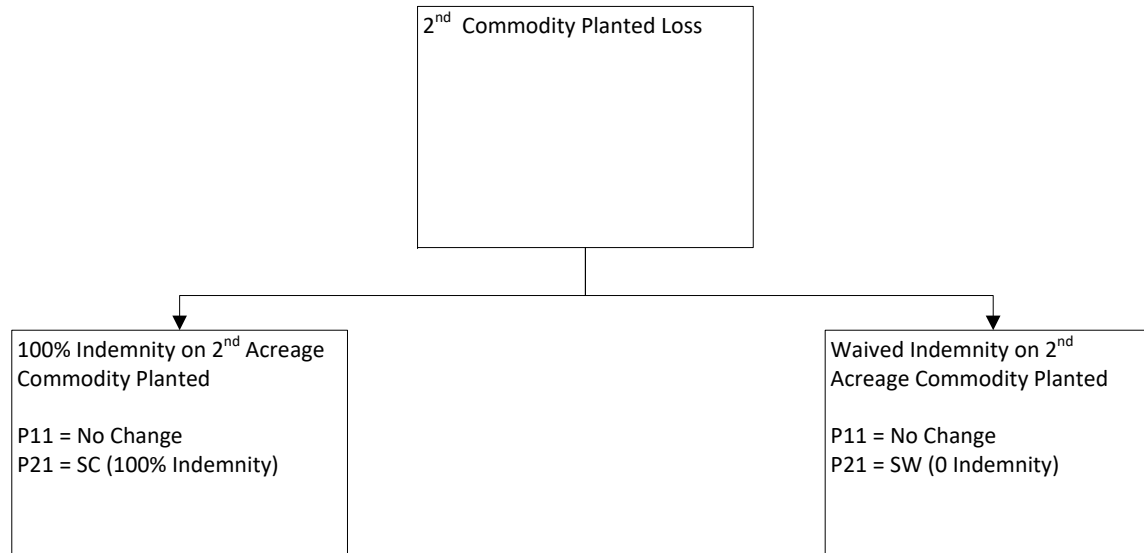 2nd Commodity Planted Loss
100% Indemnity on 2nd Acreage
Commodity Planted
P11 = No Change
P21 = SC (100% Indemnity)
Waived Indemnity on 2nd
Acreage Commodity Planted
P11 = No Change
P21 = SW (0 Indemnity)